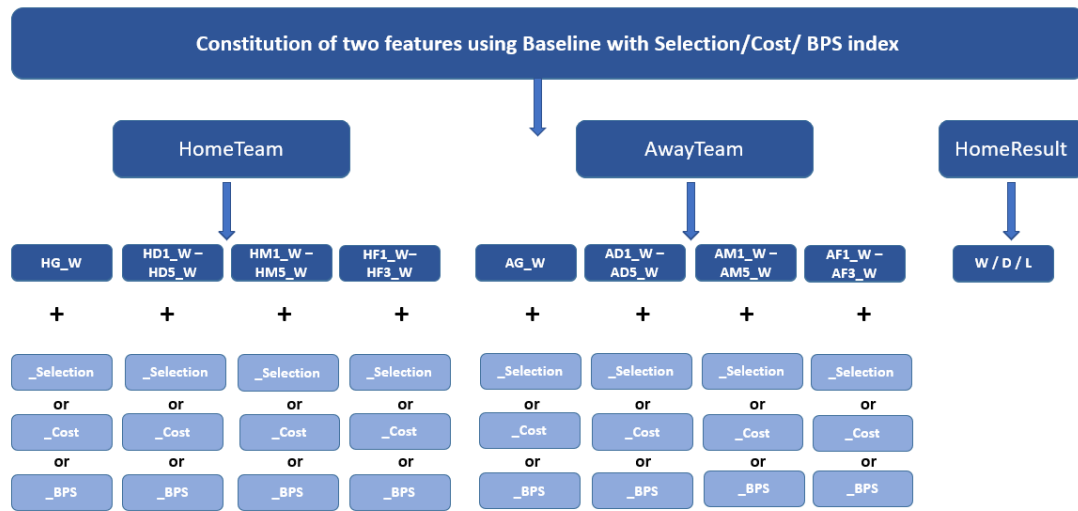 Constitution of two features using Baseline with Selection/Cost/ BPS index
HomeTeam
AwayTeam
HomeResult
HG_W
HD1_W –
HD5_W
HM1_W –
HM5_W
HF1_W–
HF3_W
AG_W
AD1_W –
AD5_W
AM1_W –
AM5_W
AF1_W –
AF3_W
W / D / L
+ + + + + + + +
_Selection _Selection _Selection _Selection _Selection _Selection _Selection _Selection
or or or or or or or or
_Cost _Cost _Cost _Cost _Cost _Cost _Cost _Cost
or or or or or or or or
_BPS _BPS _BPS _BPS _BPS _BPS _BPS _BPS